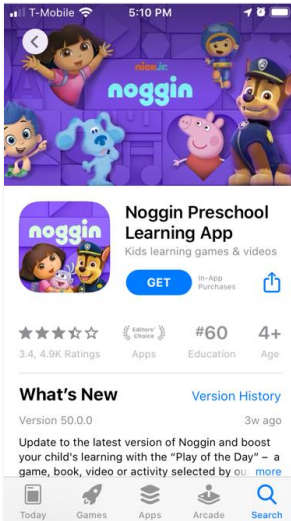 T-Mobile 5:10 PM
nick jr.
noggin
noggin
Noggin Preschool
Learning App
Kids learning games & videos
GET
In-App
Purchases
3.4, 4.9K Ratings
Editors'
Choice
Apps
#60
Education
4+
Age
What's New
Version History
Version 50.0.0
3w ago
Update to the latest version of Noggin and boost
your child's learning with the "Play of the Day" – a
game, book, video or activity selected by ou more
Today
Games
Apps
Arcade
Search